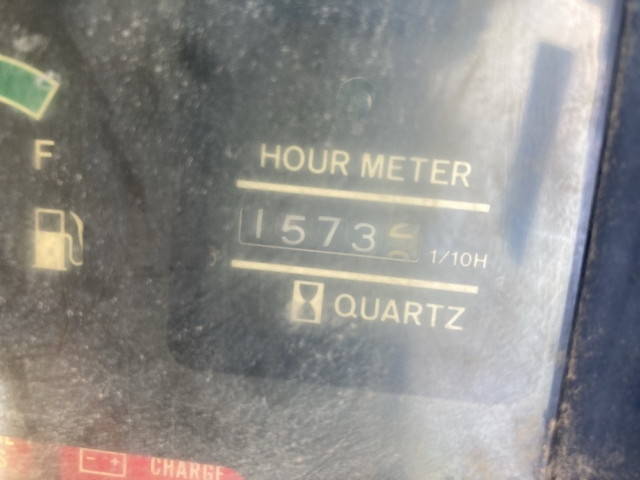 F
HOUR METER
1573
1/10H
QUARTZ
- +
CHARGE